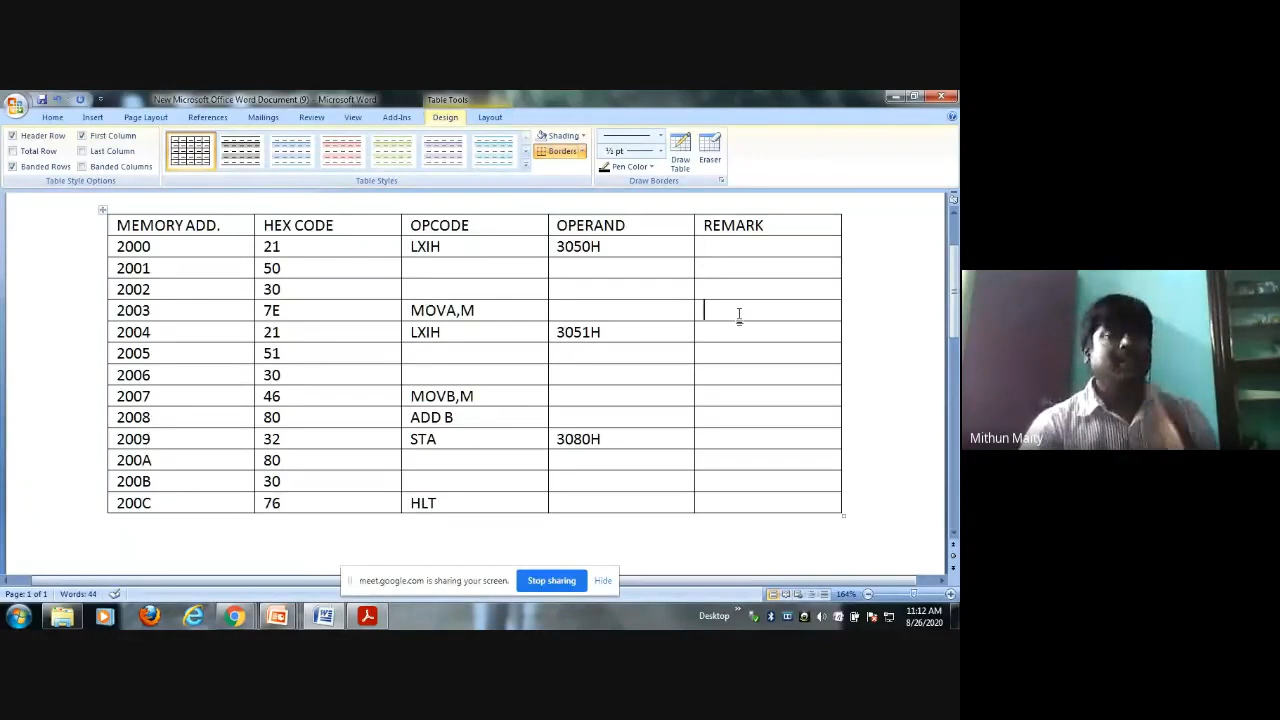 New Microsoft Office Word Document (9) - Microsoft Word
Table Tools
Home Insert Page Layout References Mailings Review View Add-Ins Design Layout
Header Row First Column
Total Row Last Column
Banded Rows Banded Columns
Table Style Options
Table Styles
Shading
Borders
½ pt
Pen Color
Draw Table
Eraser
Draw Borders
MEMORY ADD. HEX CODE OPCODE OPERAND REMARK
2000 21 LXIH 3050H
2001 50
2002 30
2003 7E MOVA,M
2004 21 LXIH 3051H
2005 51
2006 30
2007 46 MOVB,M
2008 80 ADD B
2009 32 STA 3080H
200A 80
200B 30
200C 76 HLT
Mithun Maity
meet.google.com is sharing your screen. Stop sharing Hide
Page: 1 of 1 Words: 44 164%
Desktop
11:12 AM
8/26/2020